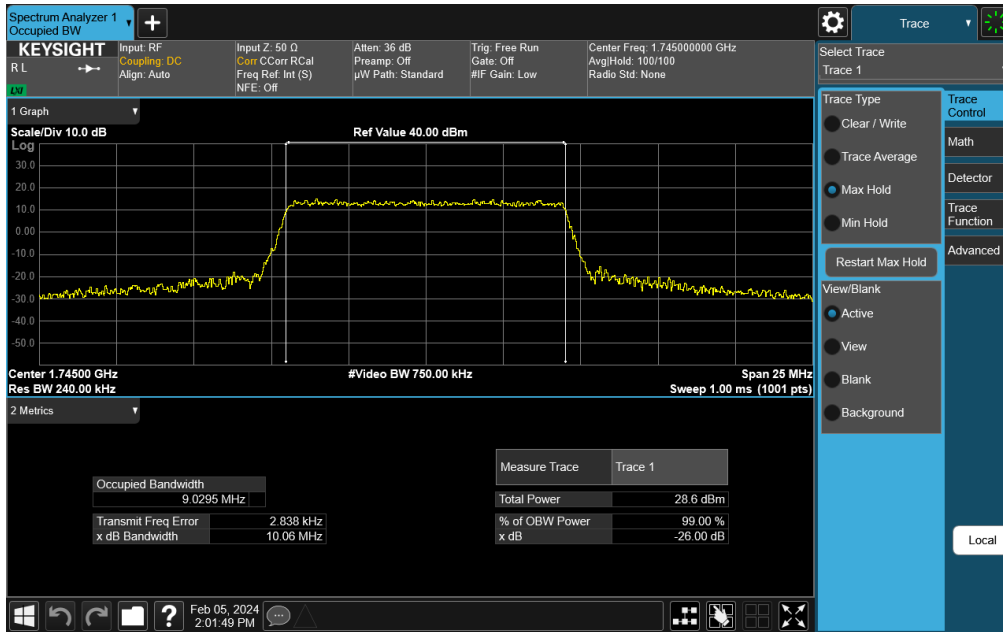 Spectrum Analyzer 1
Occupied BW
Trace
KEYSIGHT
R L
LXI
Input: RF
Coupling: DC
Align: Auto
Input Z: 50 Ω
Corr CCorr RCal
Freq Ref: Int (S)
NFE: Off
Atten: 36 dB
Preamp: Off
µW Path: Standard
Trig: Free Run
Gate: Off
#IF Gain: Low
Center Freq: 1.745000000 GHz
Avg|Hold: 100/100
Radio Std: None
1 Graph
Scale/Div 10.0 dB
Ref Value 40.00 dBm
Log
30.0
20.0
10.0
0.00
-10.0
-20.0
-30.0
-40.0
-50.0
Center 1.74500 GHz
#Video BW 750.00 kHz
Span 25 MHz
Res BW 240.00 kHz
Sweep 1.00 ms (1001 pts)
2 Metrics
Occupied Bandwidth
9.0295 MHz
Transmit Freq Error
2.838 kHz
x dB Bandwidth
10.06 MHz
Measure Trace
Trace 1
Total Power
28.6 dBm
% of OBW Power
99.00 %
x dB
-26.00 dB
Select Trace
Trace 1
Trace Type
Clear / Write
Trace Average
Max Hold
Min Hold
Restart Max Hold
View/Blank
Active
View
Blank
Background
Trace
Control
Math
Detector
Trace
Function
Advanced
Local
?
Feb 05, 2024
2:01:49 PM